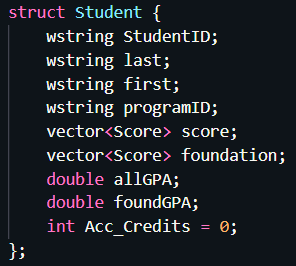 struct Student {
    wstring StudentID;
    wstring last;
    wstring first;
    wstring programID;
    vector<Score> score;
    vector<Score> foundation;
    double allGPA;
    double foundGPA;
    int Acc_Credits = 0;
};